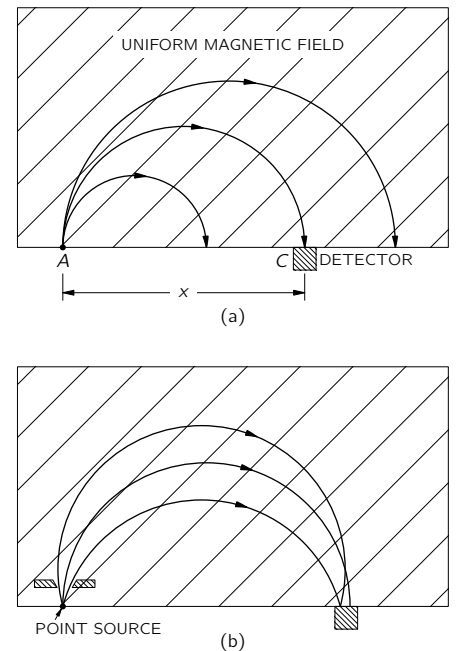 UNIFORM MAGNETIC FIELD
A
C
DETECTOR
x
(a)
POINT SOURCE
(b)